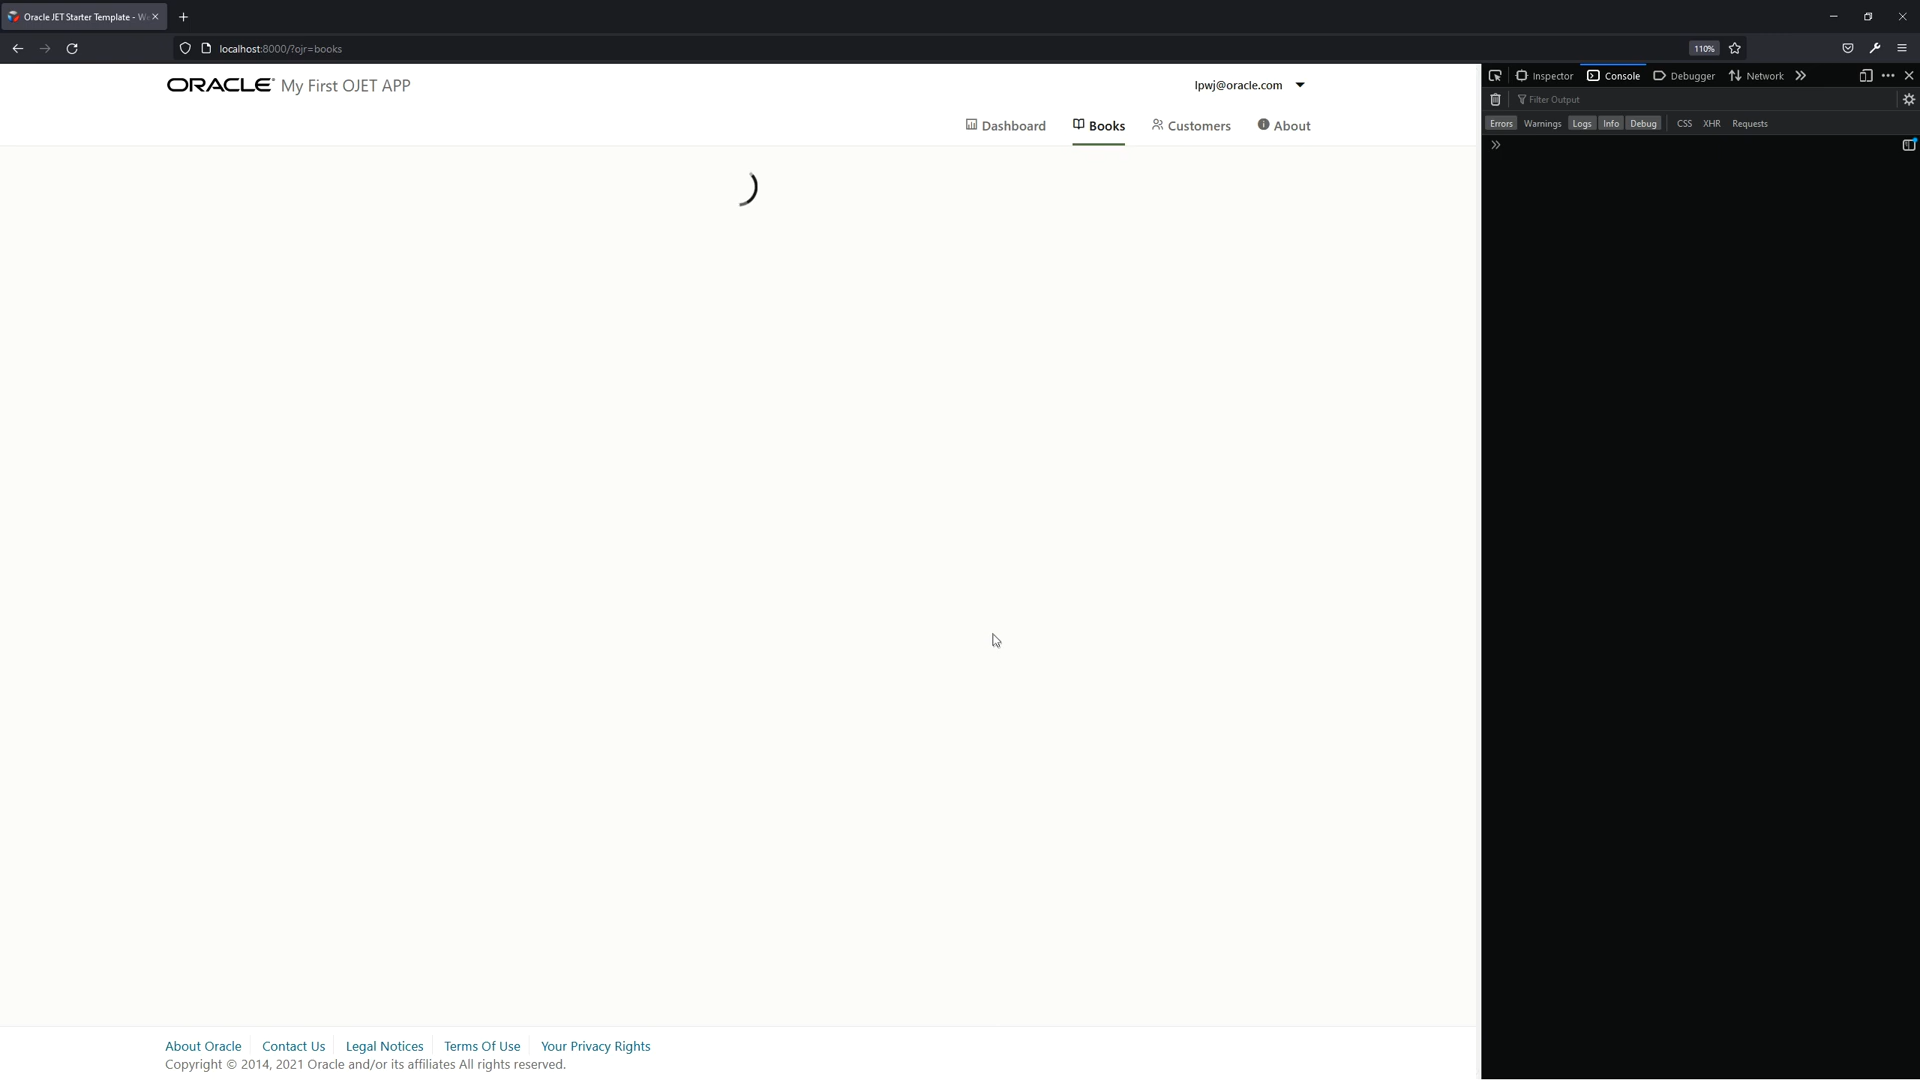 Oracle JET Starter Template - We
localhost:8000/?ojr=books
110%
ORACLE® My First OJET APP
lpwj@oracle.com
Dashboard
Books
Customers
About
Inspector
Console
Debugger
Network
Filter Output
Errors
Warnings
Logs
Info
Debug
CSS
XHR
Requests
About Oracle
Contact Us
Legal Notices
Terms Of Use
Your Privacy Rights
Copyright © 2014, 2021 Oracle and/or its affiliates All rights reserved.